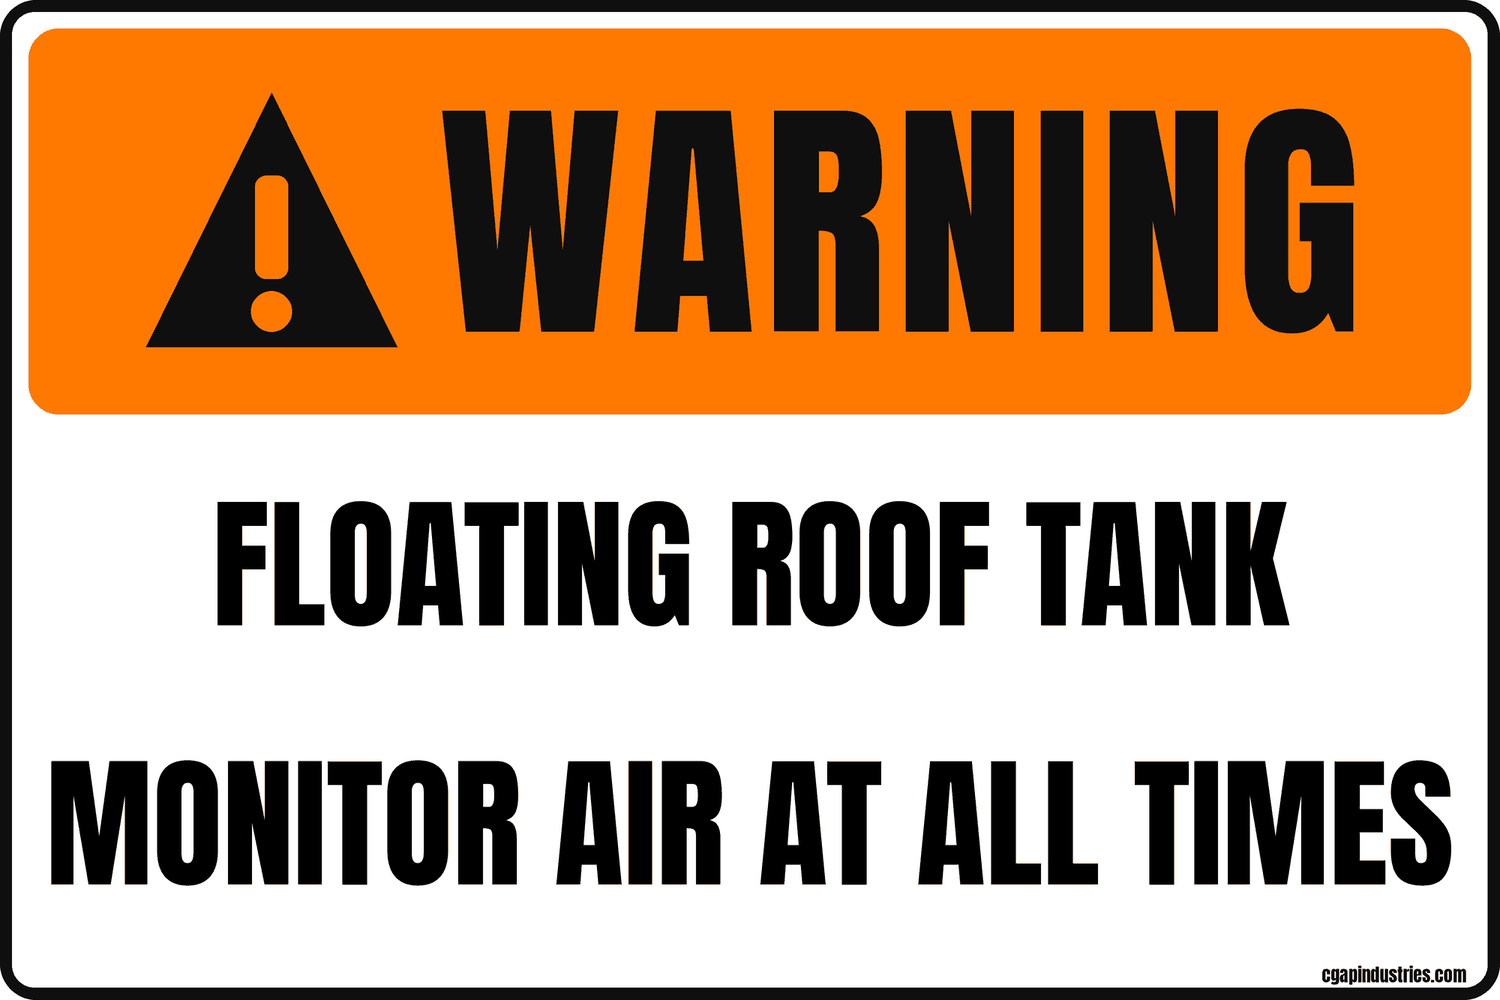 WARNING
FLOATING ROOF TANK
MONITOR AIR AT ALL TIMES
cgapindustries.com